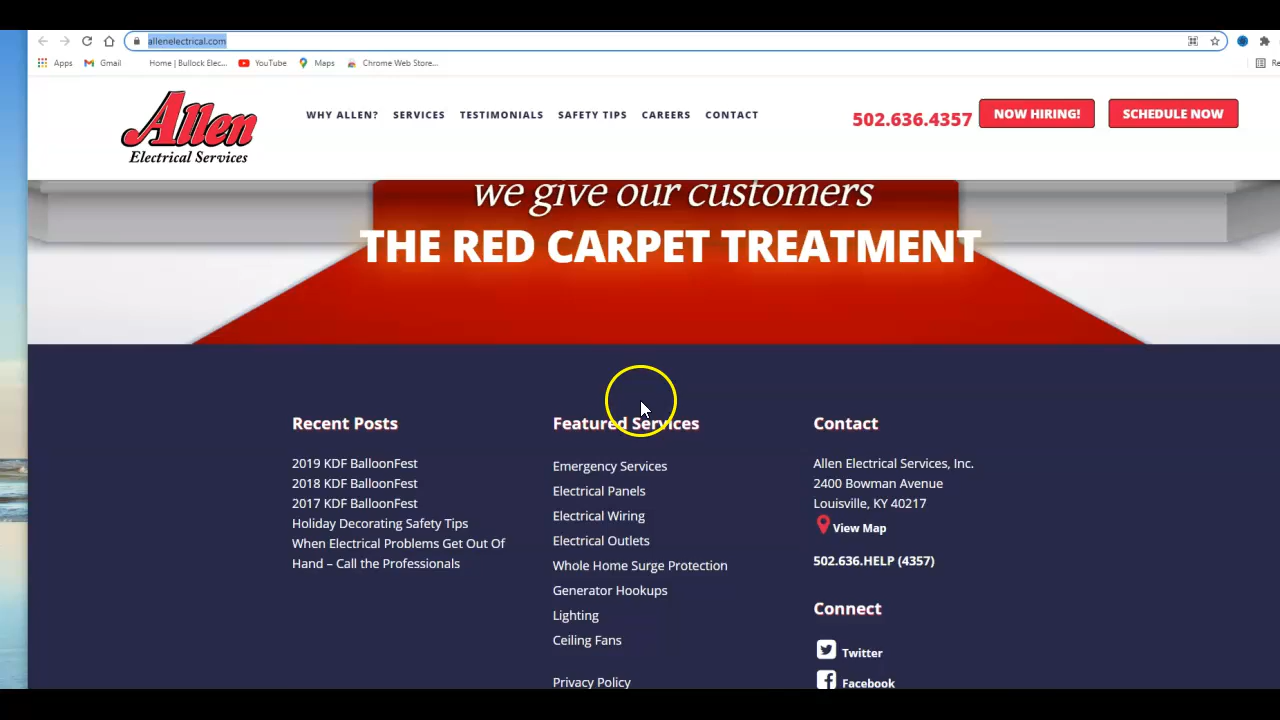 allenelectrical.com
Apps
Gmail
Home | Bullock Elec...
YouTube
Maps
Chrome Web Store...
Allen
Electrical Services
WHY ALLEN?
SERVICES
TESTIMONIALS
SAFETY TIPS
CAREERS
CONTACT
502.636.4357
NOW HIRING!
SCHEDULE NOW
we give our customers
THE RED CARPET TREATMENT
Recent Posts
2019 KDF BalloonFest
2018 KDF BalloonFest
2017 KDF BalloonFest
Holiday Decorating Safety Tips
When Electrical Problems Get Out Of
Hand – Call the Professionals
Featured Services
Emergency Services
Electrical Panels
Electrical Wiring
Electrical Outlets
Whole Home Surge Protection
Generator Hookups
Lighting
Ceiling Fans
Privacy Policy
Contact
Allen Electrical Services, Inc.
2400 Bowman Avenue
Louisville, KY 40217
View Map
502.636.HELP (4357)
Connect
Twitter
Facebook